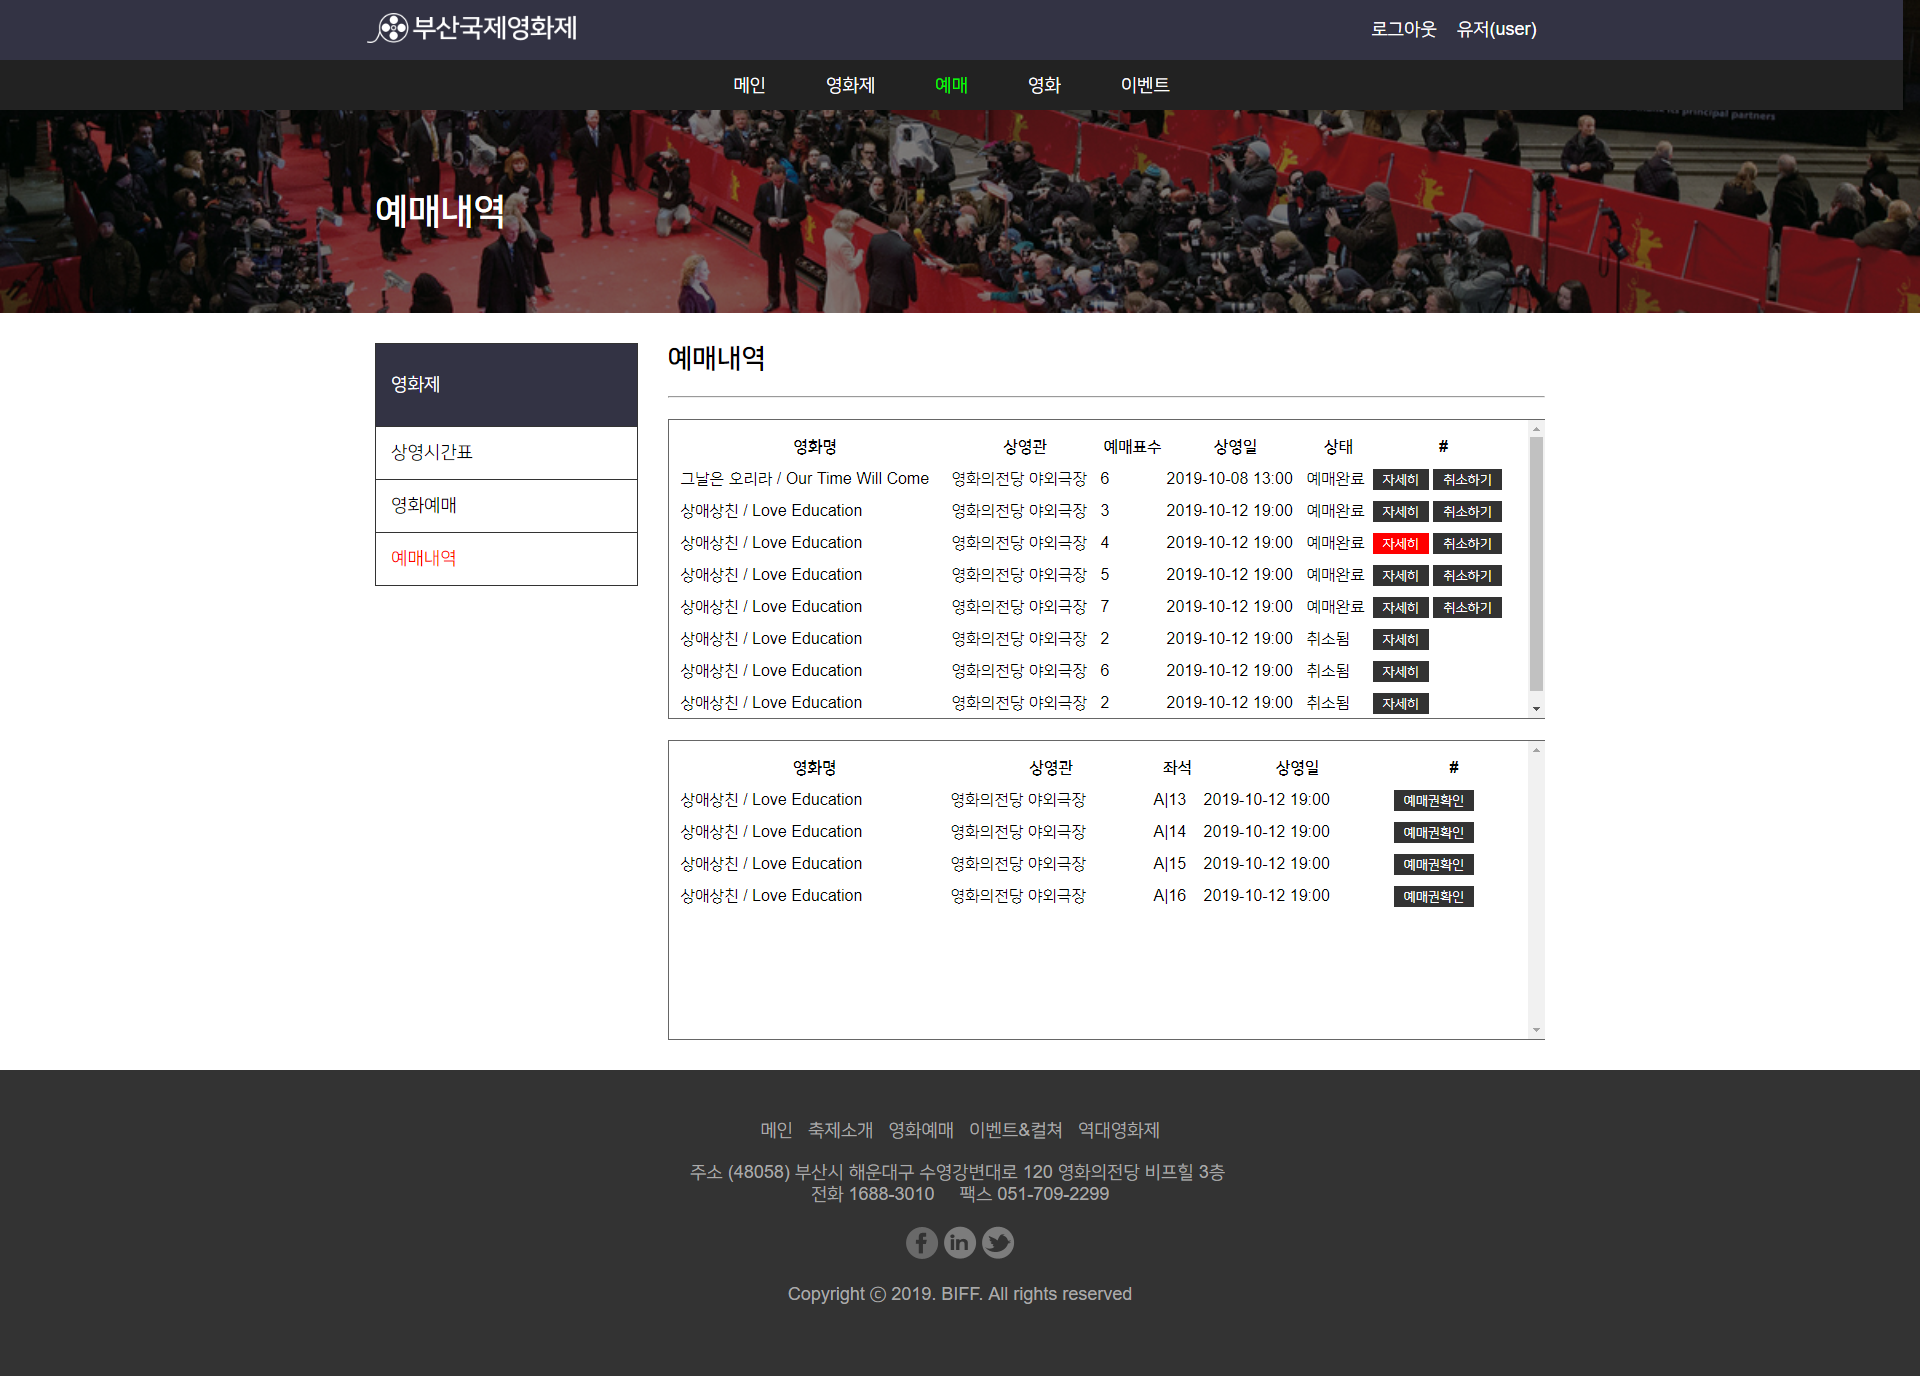 부산국제영화제
로그아웃 유저(user)
메인 영화제 예매 영화 이벤트
principal partners
예매내역
영화제
상영시간표
영화예매
예매내역
예매내역
영화명 상영관 예매표수 상영일 상태 #
그날은 오리라 / Our Time Will Come 영화의전당 야외극장 6 2019-10-08 13:00 예매완료 자세히 취소하기
상애상친 / Love Education 영화의전당 야외극장 3 2019-10-12 19:00 예매완료 자세히 취소하기
상애상친 / Love Education 영화의전당 야외극장 4 2019-10-12 19:00 예매완료 자세히 취소하기
상애상친 / Love Education 영화의전당 야외극장 5 2019-10-12 19:00 예매완료 자세히 취소하기
상애상친 / Love Education 영화의전당 야외극장 7 2019-10-12 19:00 예매완료 자세히 취소하기
상애상친 / Love Education 영화의전당 야외극장 2 2019-10-12 19:00 취소됨 자세히
상애상친 / Love Education 영화의전당 야외극장 6 2019-10-12 19:00 취소됨 자세히
상애상친 / Love Education 영화의전당 야외극장 2 2019-10-12 19:00 취소됨 자세히
영화명 상영관 좌석 상영일 #
상애상친 / Love Education 영화의전당 야외극장 A|13 2019-10-12 19:00 예매권확인
상애상친 / Love Education 영화의전당 야외극장 A|14 2019-10-12 19:00 예매권확인
상애상친 / Love Education 영화의전당 야외극장 A|15 2019-10-12 19:00 예매권확인
상애상친 / Love Education 영화의전당 야외극장 A|16 2019-10-12 19:00 예매권확인
메인 축제소개 영화예매 이벤트&컬쳐 역대영화제
주소 (48058) 부산시 해운대구 수영강변대로 120 영화의전당 비프힐 3층
전화 1688-3010 팩스 051-709-2299
Copyright ⓒ 2019. BIFF. All rights reserved